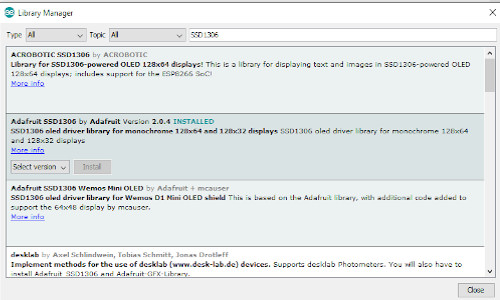 Library Manager
Type All Topic All SSD1306
ACROBOTIC SSD1306 by ACROBOTIC
Library for SSD1306-powered OLED 128x64 displays! This is a library for displaying text and images in SSD1306-powered OLED
128x64 displays; includes support for the ESP8266 SoC!
More info
Adafruit SSD1306 by Adafruit Version 2.0.4 INSTALLED
SSD1306 oled driver library for monochrome 128x64 and 128x32 displays SSD1306 oled driver library for monochrome 128x64
and 128x32 displays
More info
Select version Install
Adafruit SSD1306 Wemos Mini OLED by Adafruit + mcauser
SSD1306 oled driver library for Wemos D1 Mini OLED shield This is based on the Adafruit library, with additional code added to
support the 64x48 display by mcauser.
More info
desklab by Axel Schlindwein, Tobias Schmitt, Jonas Drotleff
Implement methods for the use of desklab (www.desk-lab.de) devices. Supports desklab Photometers. You will also have to
install Adafruit SSD1306 and Adafruit-GFX-Library.
Close